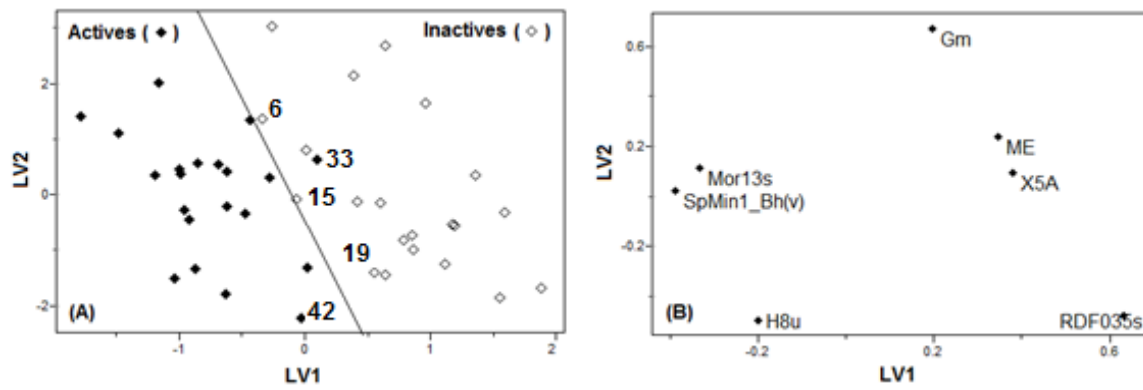 Actives ( ◆ ) Inactives ( ◇ )
2
0
-2
LV2
6
33
15
19
42
(A)
-1 0 1 2
LV1
0.6
0.2
-0.2
LV2
Gm
ME
X5A
Mor13s
SpMin1_Bh(v)
H8u
RDF035s
(B)
-0.2 0.2 0.6
LV1